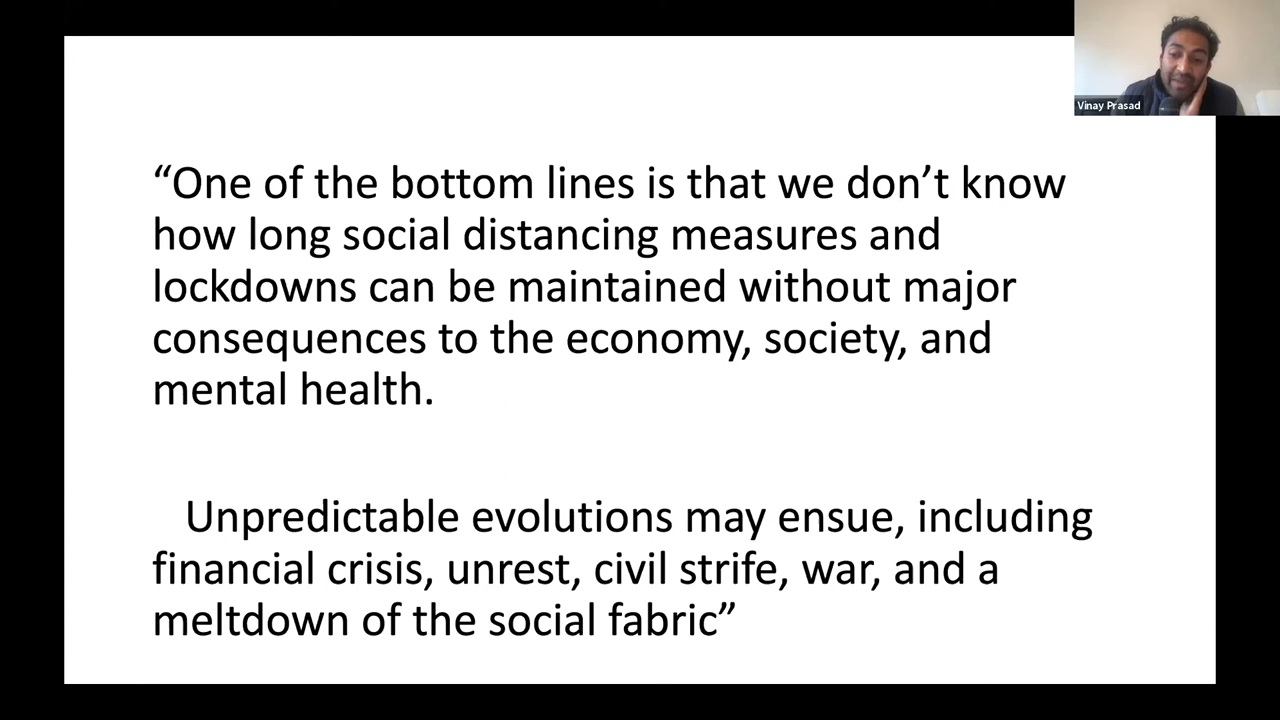 Vinay Prasad
“One of the bottom lines is that we don’t know
how long social distancing measures and
lockdowns can be maintained without major
consequences to the economy, society, and
mental health.
Unpredictable evolutions may ensue, including
financial crisis, unrest, civil strife, war, and a
meltdown of the social fabric”